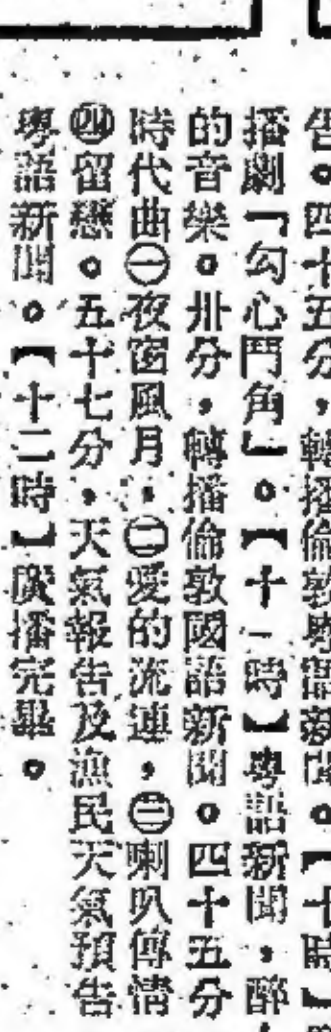 告。四十五分，轉播倫敦粵語新聞。【十時】
播劇「勾心鬥角」。【十一時】粵語新聞，醉
的音樂。卅分，轉播倫敦國語新聞。四十五分
時代曲㊀夜窗風月，㊁愛的流連，㊂喇叭傳情
㊃留戀。五十七分，天氣報告及漁民天氣預告
粵語新聞。【十二時】廣播完畢。